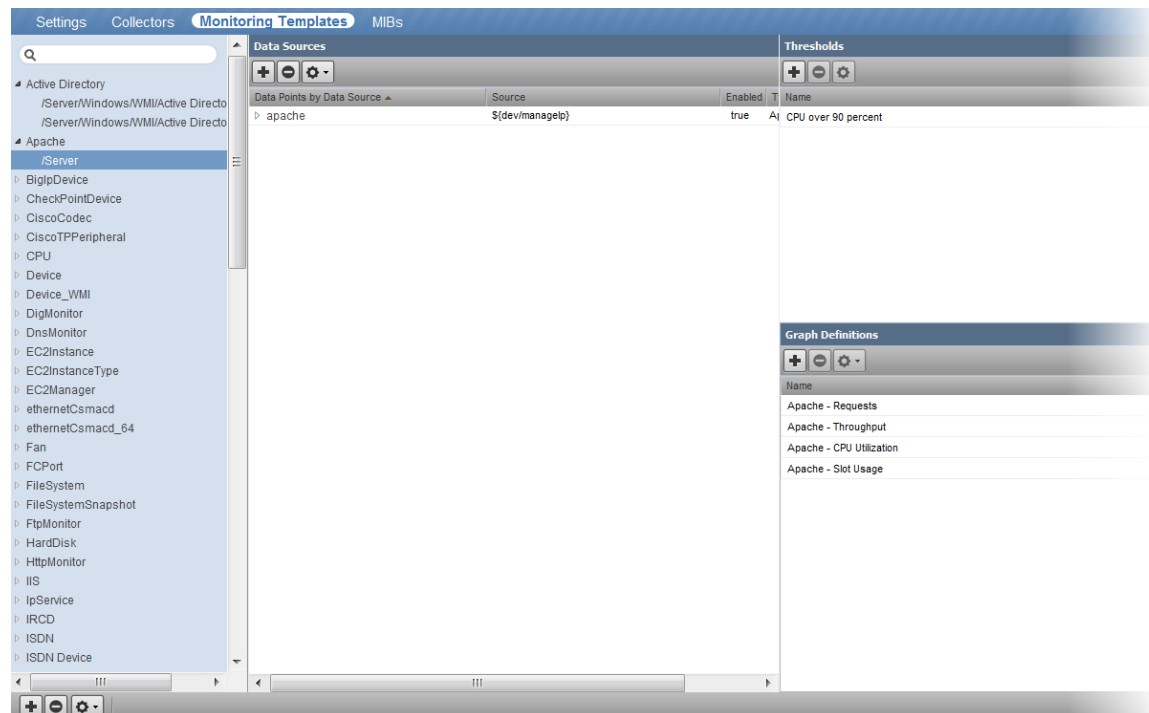 Settings Collectors Monitoring Templates MIBs
Data Sources
Thresholds
Active Directory
/Server/Windows/WMI/Active Directo
/Server/Windows/WMI/Active Directo
Apache
/Server
BigIpDevice
CheckPointDevice
CiscoCodec
CiscoTPPeripheral
CPU
Device
Device_WMI
DigMonitor
DnsMonitor
EC2Instance
EC2InstanceType
EC2Manager
ethernetCsmacd
ethernetCsmacd_64
Fan
FCPort
FileSystem
FileSystemSnapshot
FtpMonitor
HardDisk
HttpMonitor
IIS
IpService
IRCD
ISDN
ISDN Device
Data Points by Data Source Source Enabled T
apache ${dev/manageIp} true A
Name
CPU over 90 percent
Graph Definitions
Name
Apache - Requests
Apache - Throughput
Apache - CPU Utilization
Apache - Slot Usage